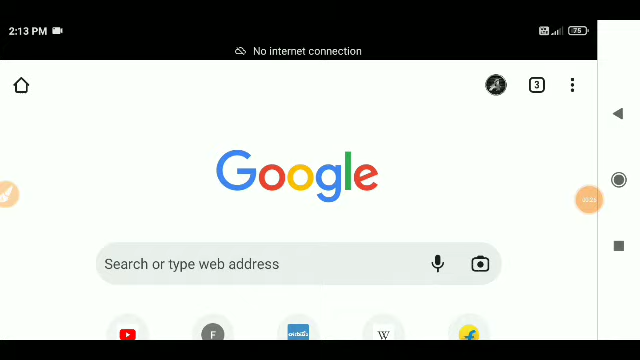 2:13 PM
75
No internet connection
3
Google
Search or type web address
F
W